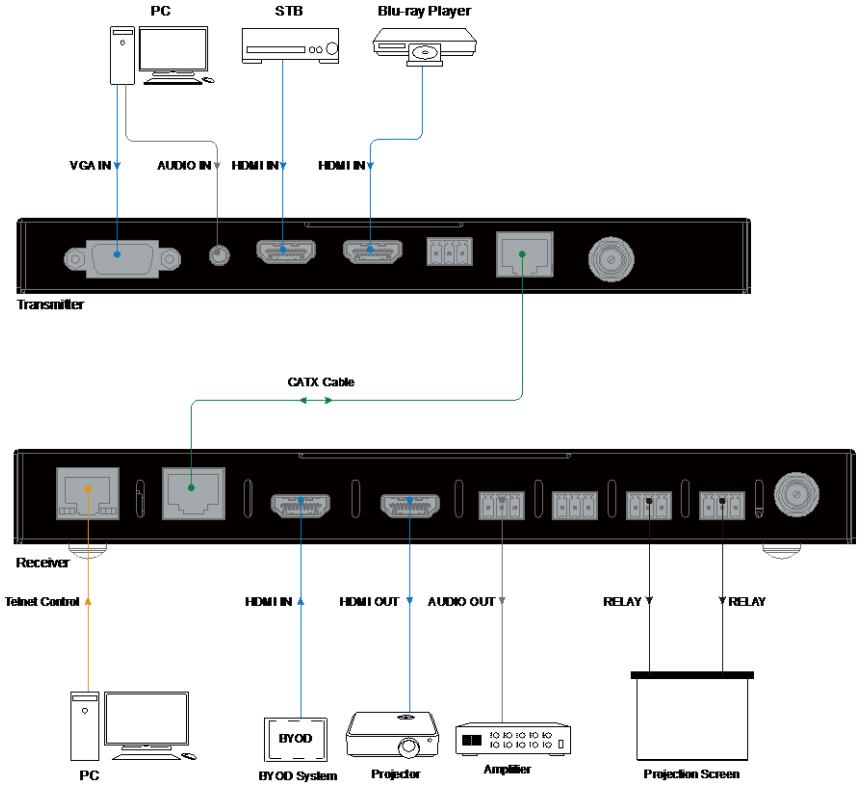 PC
STB
Blu-ray Player
VGA IN
AUDIO IN
HDMI IN
HDMI IN
Transmitter
CATX Cable
Receiver
Telnet Control
HDMI IN
HDMI OUT
AUDIO OUT
RELAY
RELAY
BYOD
PC
BYOD System
Projector
Amplifier
Projection Screen